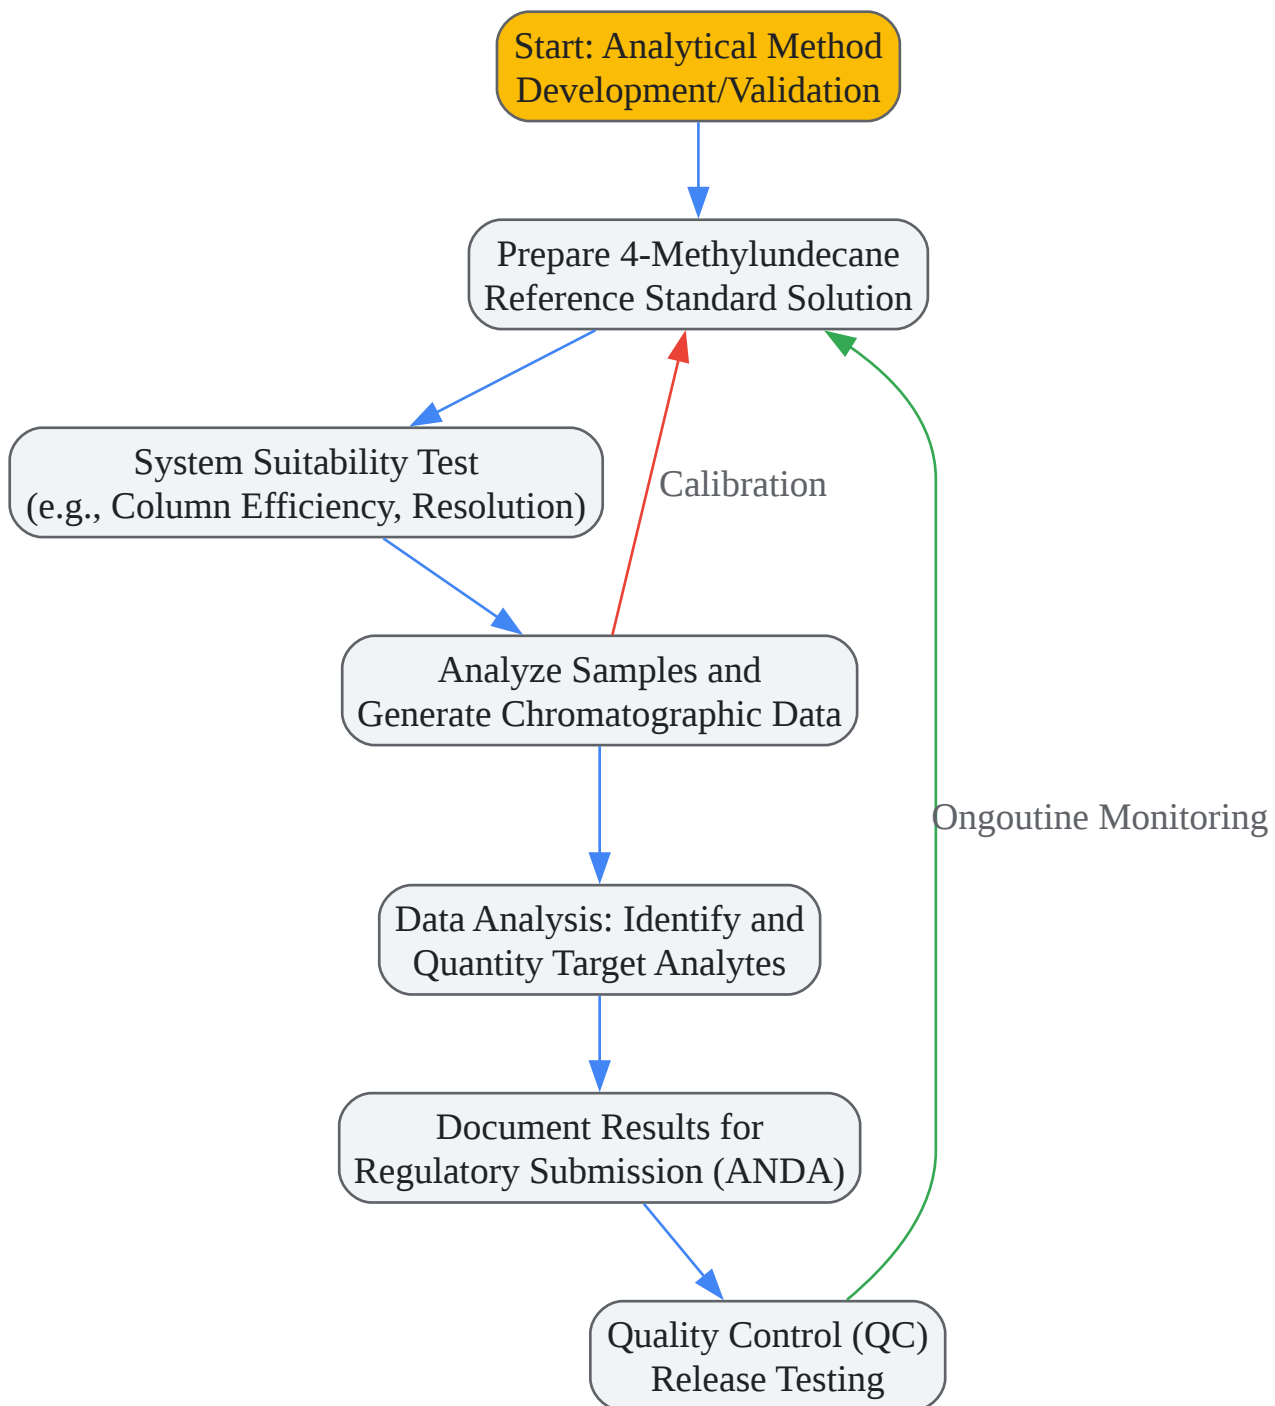 Start: Analytical Method
Development/Validation
Prepare 4-Methylundecane
Reference Standard Solution
System Suitability Test
(e.g., Column Efficiency, Resolution)
Calibration
Analyze Samples and
Generate Chromatographic Data
Ongoutine Monitoring
Data Analysis: Identify and
Quantity Target Analytes
Document Results for
Regulatory Submission (ANDA)
Quality Control (QC)
Release Testing